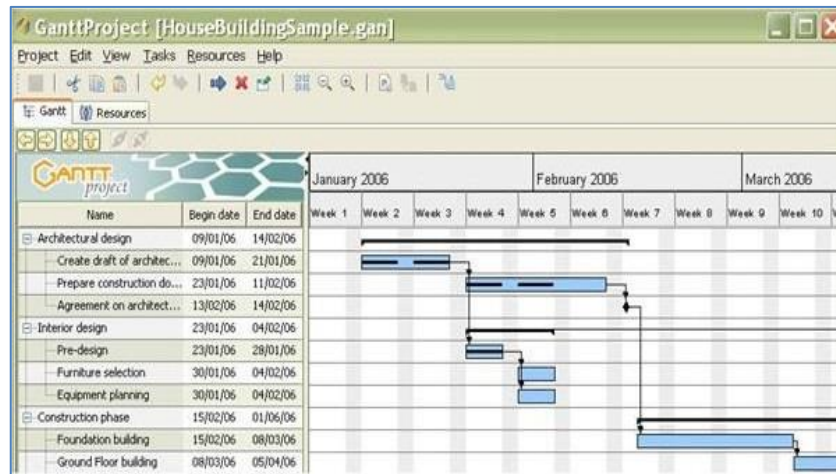 GanttProject [HouseBuildingSample.gan]
Project Edit View Tasks Resources Help
Gantt Resources
GANTT project
January 2006 February 2006 March 2006
Name Begin date End date Week 1 Week 2 Week 3 Week 4 Week 5 Week 6 Week 7 Week 8 Week 9 Week 10
Architectural design 09/01/06 14/02/06
Create draft of architec... 09/01/06 21/01/06
Prepare construction do... 23/01/06 11/02/06
Agreement on architect... 13/02/06 14/02/06
Interior design 23/01/06 04/02/06
Pre-design 23/01/06 28/01/06
Furniture selection 30/01/06 04/02/06
Equipment planning 30/01/06 04/02/06
Construction phase 15/02/06 01/06/06
Foundation building 15/02/06 08/03/06
Ground Floor building 08/03/06 05/04/06